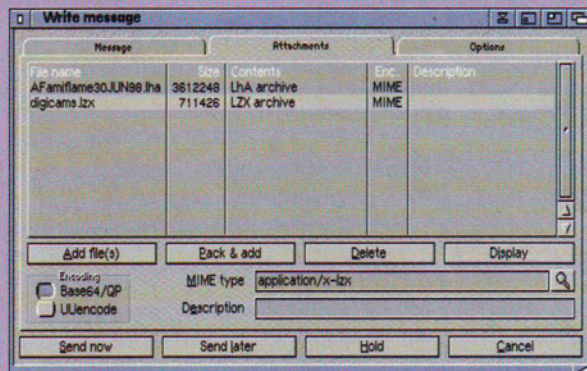 Write message
Message Attachments Options
File name Size Contents Enc. Description
AFamiflame30JUN98.lha 3612248 LhA archive MIME
digicams.lzx 711426 LZX archive MIME
Add file(s) Pack & add Delete Display
Encoding
Base64/QP
UUencode
MIME type application/x-lzx
Description
Send now Send later Hold Cancel